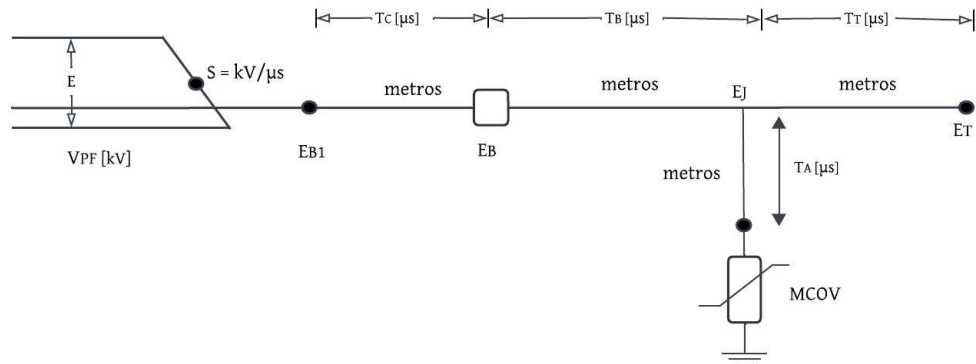 TC [µs]
TB [µs]
TT [µs]
E
S = kV/µs
metros
metros
EJ
metros
VPF [kV]
EB1
EB
ET
metros
TA [µs]
MCOV